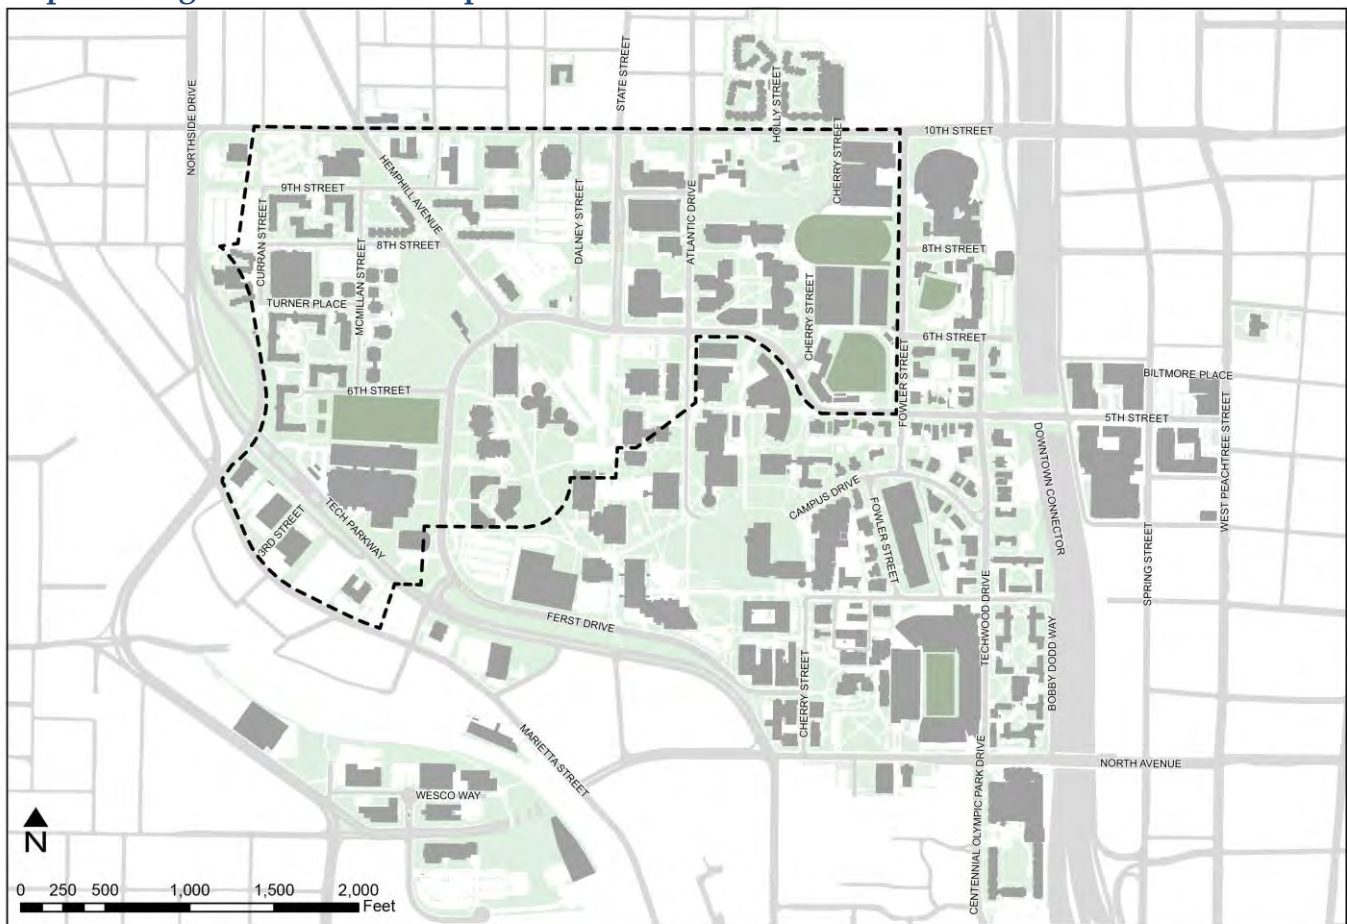 NORTHSIDE DRIVE
STATE STREET
HOLLY STREET
CHERRY STREET
10TH STREET
HEMPHILL AVENUE
9TH STREET
CURRAN STREET
8TH STREET
MCMILLAN STREET
DALNEY STREET
ATLANTIC DRIVE
8TH STREET
TURNER PLACE
CHERRY STREET
6TH STREET
FOWLER STREET
6TH STREET
BILTMORE PLACE
5TH STREET
WEST PEACHTREE STREET
DOWNTOWN CONNECTOR
CAMPUS DRIVE
FOWLER STREET
3RD STREET
TECH PARKWAY
SPRING STREET
TECHWOOD DRIVE
FERST DRIVE
BOBBY DODD WAY
CHERRY STREET
MARIETTA STREET
NORTH AVENUE
CENTENNIAL OLYMPIC PARK DRIVE
WESCO WAY
N
0 250 500 1,000 1,500 2,000
Feet